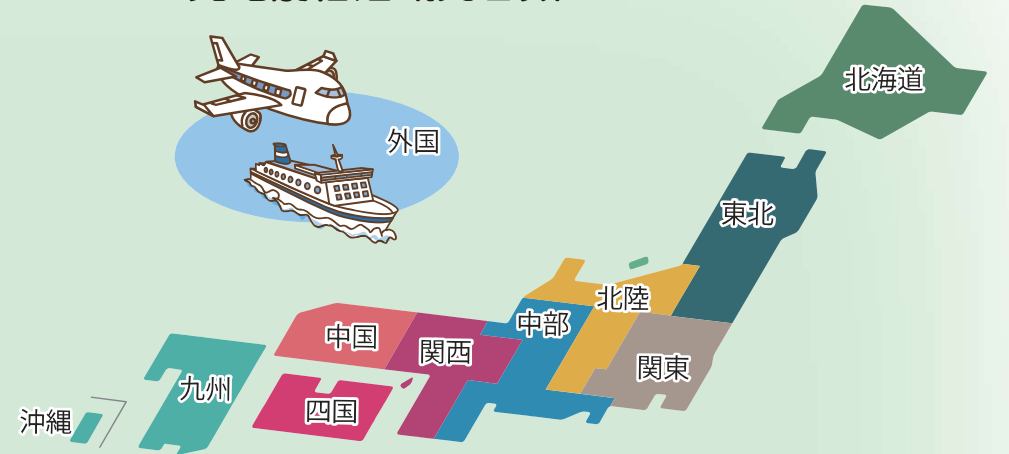 北海道
外国
東北
北陸
中部
中国
関西
関東
九州
四国
沖縄